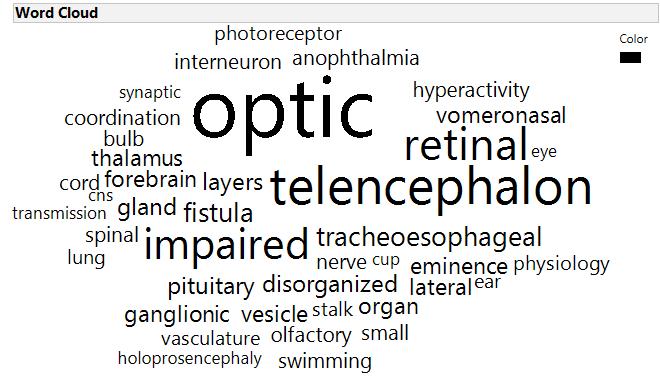 Word Cloud
photoreceptor
Color
interneuron anophthalmia
synaptic optic hyperactivity
coordination vomeronasal
bulb retinal eye
thalamus
cord forebrain layers telencephalon
cns
transmission gland fistula
spinal impaired tracheoesophageal
lung nerve cup eminence physiology
pituitary disorganized lateral ear
ganglionic vesicle stalk organ
vasculature olfactory small
holoprosencephaly swimming